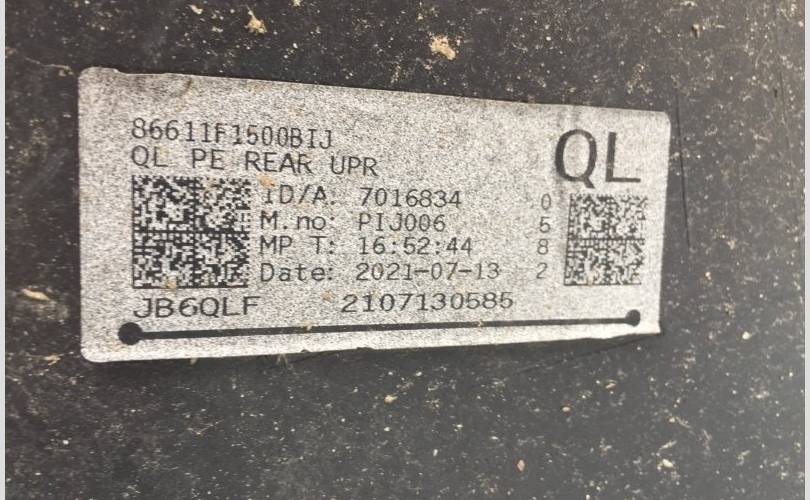 86611F1500BIJ
QL PE REAR UPR
QL
ID/A: 7016834
M.no: PIJ006
MP T: 16:52:44
Date: 2021-07-13
0
5
8
2
JB6QLF 2107130585